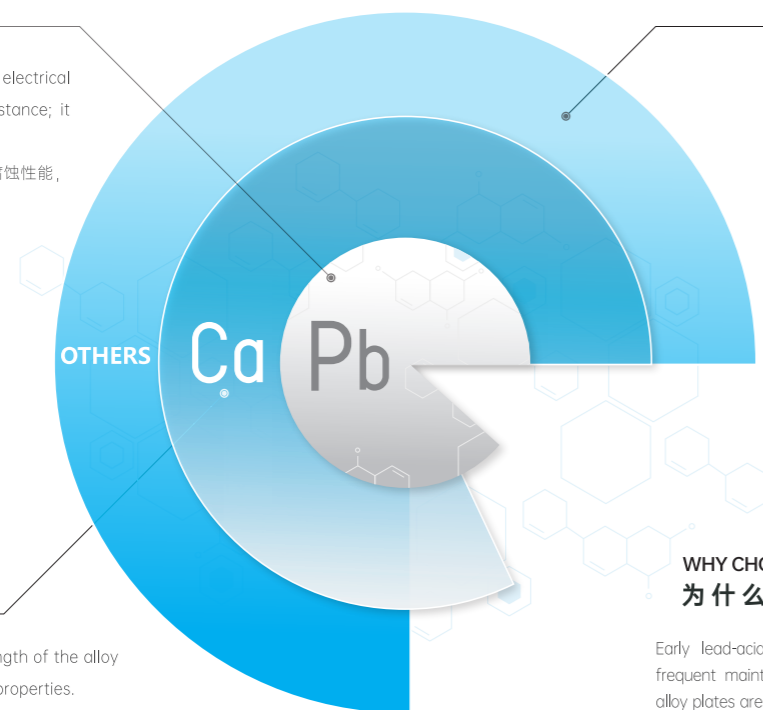 electrical
stance; it
蚀性能，
OTHERS
Ca
Pb
WHY CHO
为什么
ngth of the alloy
properties.
Early lead-acid
frequent maint
alloy plates are